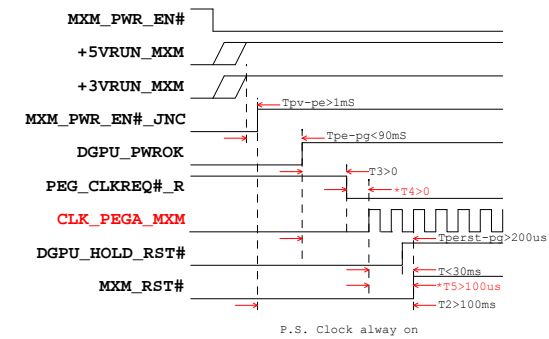 MXM_PWR_EN#
+5VRUN_MXM
+3VRUN_MXM
Tpv-pe>1mS
MXM_PWR_EN#_JNC
Tpe-pg<90mS
DGPU_PWROK
T3>0
PEG_CLKREQ#_R
*T4>0
CLK_PEGA_MXM
Tperst-pg>200us
DGPU_HOLD_RST#
T<30ms
MXM_RST#
*T5>100us
T2>100ms
P.S. Clock alway on